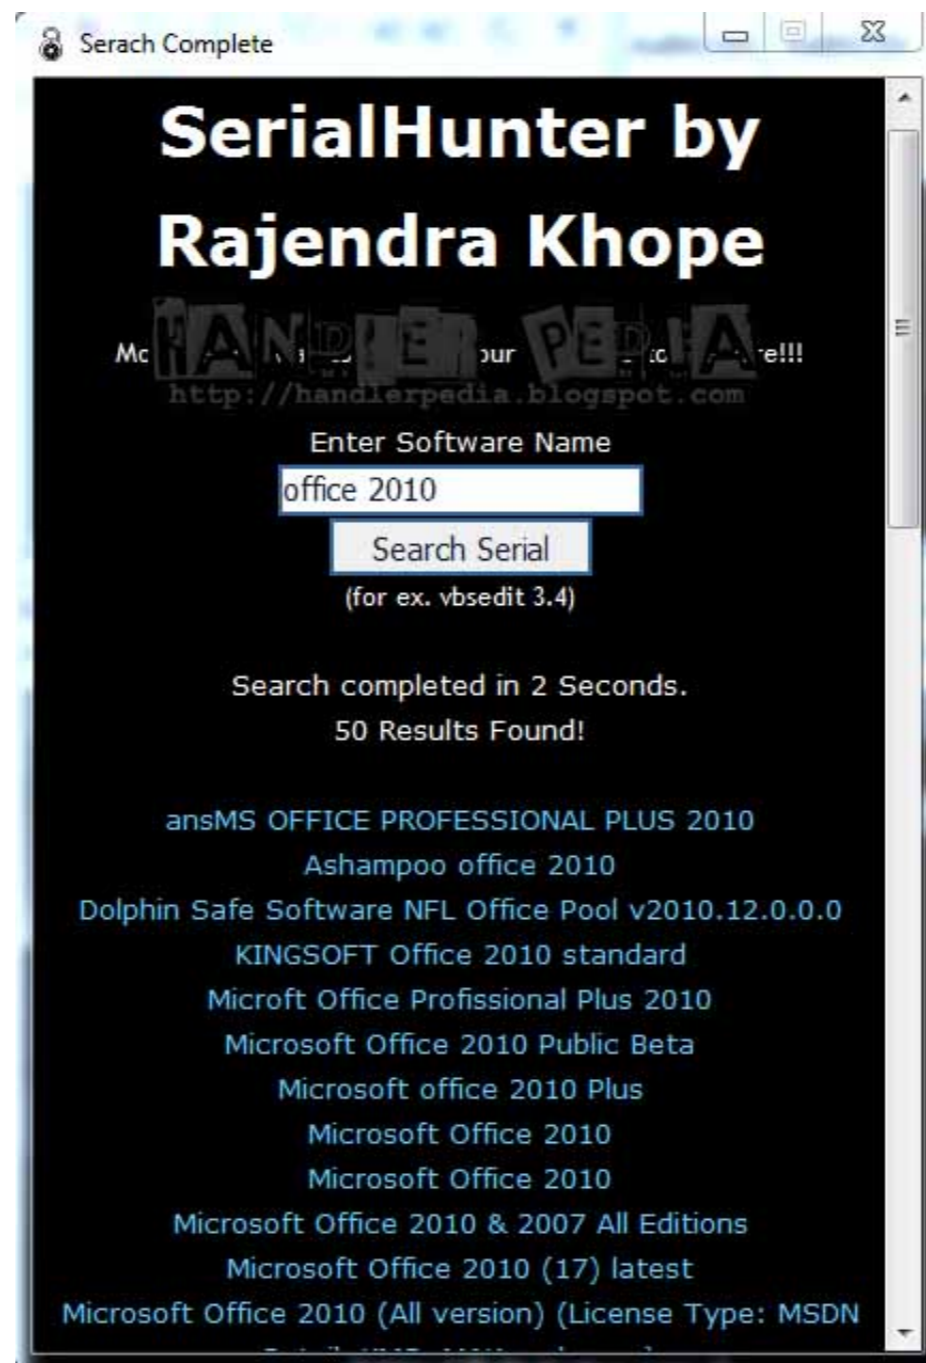 Serach Complete
SerialHunter by
Rajendra Khope
HANDLER PEDIA
our
e!!!
http://handlerpedia.blogspot.com
Enter Software Name
office 2010
Search Serial
(for ex. vbsedit 3.4)
Search completed in 2 Seconds.
50 Results Found!
ansMS OFFICE PROFESSIONAL PLUS 2010
Ashampoo office 2010
Dolphin Safe Software NFL Office Pool v2010.12.0.0.0
KINGSOFT Office 2010 standard
Microft Office Profissional Plus 2010
Microsoft Office 2010 Public Beta
Microsoft office 2010 Plus
Microsoft Office 2010
Microsoft Office 2010
Microsoft Office 2010 & 2007 All Editions
Microsoft Office 2010 (17) latest
Microsoft Office 2010 (All version) (License Type: MSDN